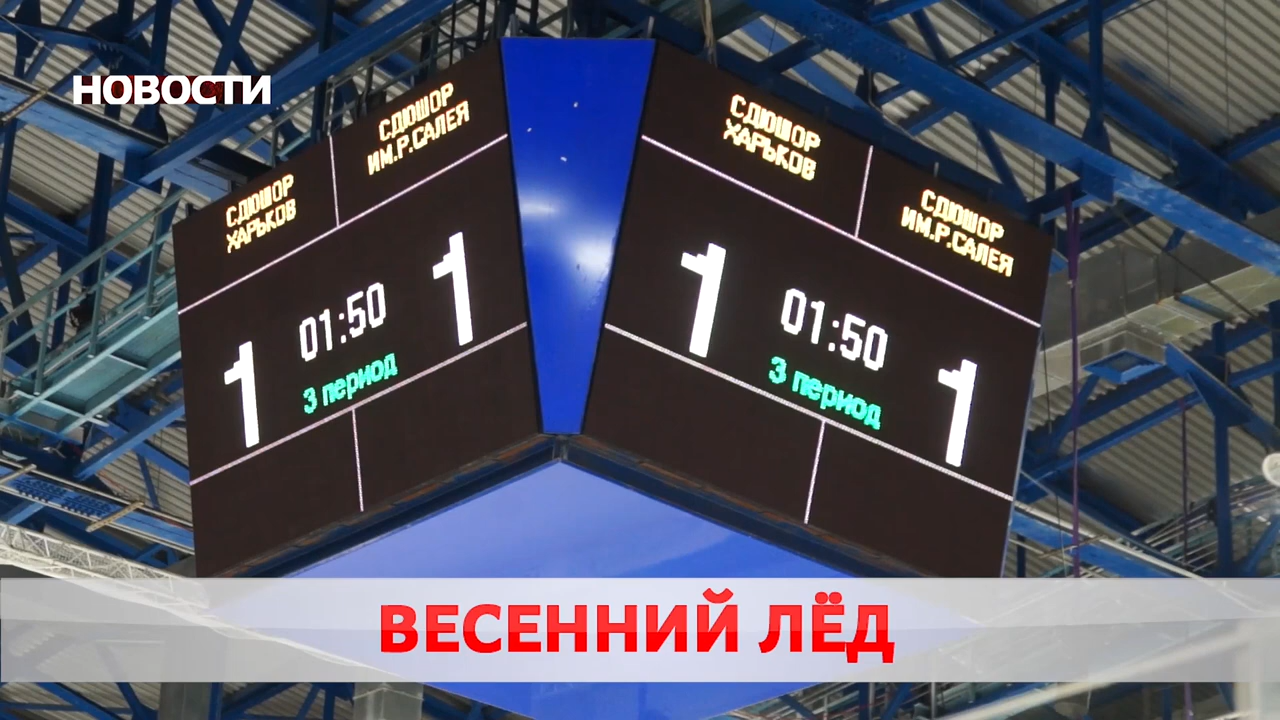 НОВОСТИ
СДЮШОР
ХАРЬКОВ
СДЮШОР
ИМ.Р.САЛЕЯ
1
01:50
1
3 период
СДЮШОР
ХАРЬКОВ
СДЮШОР
ИМ.Р.САЛЕЯ
1
01:50
1
3 период
ВЕСЕННИЙ ЛЁД